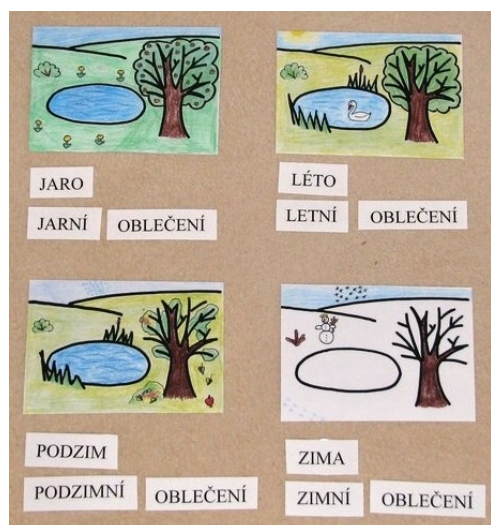 JARO
JARNÍ OBLEČENÍ
LÉTO
LETNÍ OBLEČENÍ
PODZIM
PODZIMNÍ OBLEČENÍ
ZIMA
ZIMNÍ OBLEČENÍ